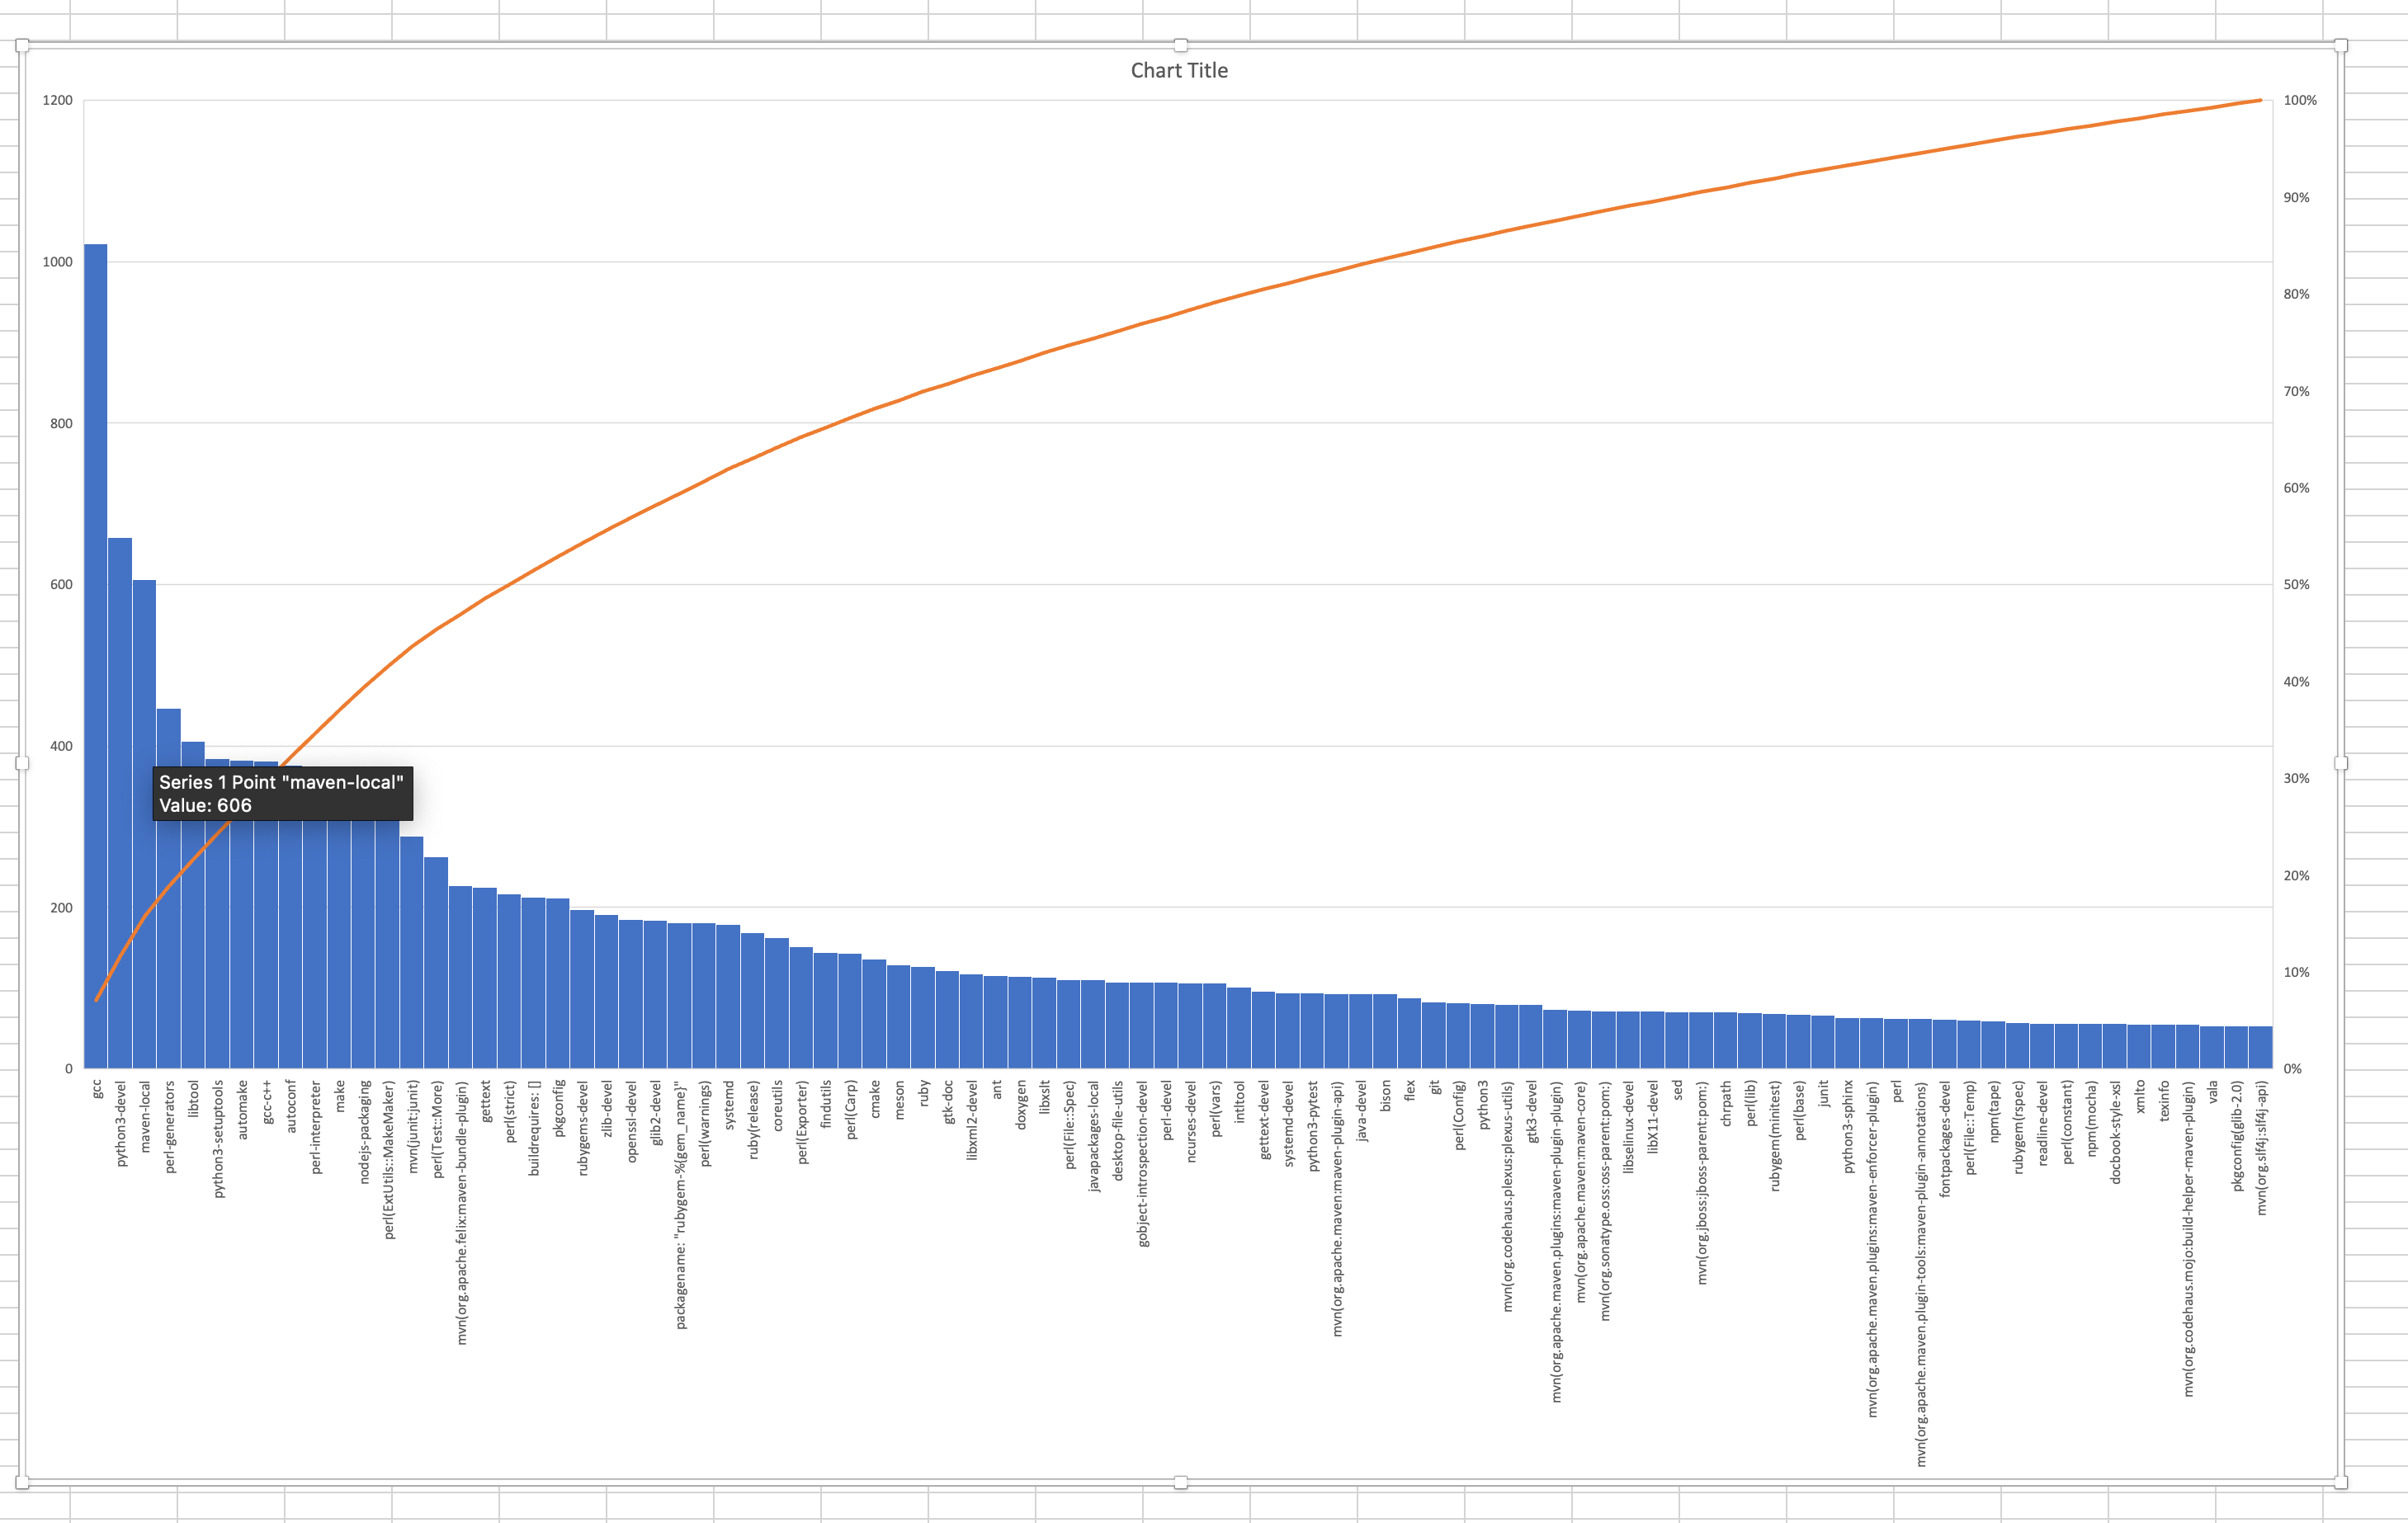 Chart Title
1200
1000
800
600
400
200
0
100%
90%
80%
70%
60%
50%
40%
30%
20%
10%
0%
Series 1 Point "maven-local"
Value: 606
gcc
python3-devel
maven-local
perl-generators
libtool
python3-setuptools
automake
gcc-c++
autoconf
perl-interpreter
make
nodejs-packaging
perl(ExtUtils::MakeMaker)
mvn(junit:junit)
perl(Test::More)
mvn(org.apache.felix:maven-bundle-plugin)
gettext
perl(strict)
buildrequires: []
pkgconfig
rubygems-devel
zlib-devel
openssl-devel
glib2-devel
packagename: "rubygem-%{gem_name}"
perl(warnings)
systemd
ruby(release)
coreutils
perl(Exporter)
findutils
perl(Carp)
cmake
meson
ruby
gtk-doc
libxml2-devel
ant
doxygen
libxslt
perl(File::Spec)
javapackages-local
desktop-file-utils
gobject-introspection-devel
perl-devel
ncurses-devel
perl(vars)
intltool
gettext-devel
systemd-devel
python3-pytest
mvn(org.apache.maven:maven-plugin-api)
java-devel
bison
flex
git
perl(Config)
python3
mvn(org.codehaus.plexus:plexus-utils)
gtk3-devel
mvn(org.apache.maven.plugins:maven-plugin-plugin)
mvn(org.apache.maven:maven-core)
mvn(org.sonatype.oss:oss-parent:pom:)
libselinux-devel
libX11-devel
sed
mvn(org.jboss:jboss-parent:pom:)
chrpath
perl(lib)
rubygem(minitest)
perl(base)
junit
python3-sphinx
mvn(org.apache.maven.plugins:maven-enforcer-plugin)
perl
mvn(org.apache.maven.plugin-tools:maven-plugin-annotations)
fontpackages-devel
perl(File::Temp)
npm(tape)
rubygem(rspec)
readline-devel
perl(constant)
npm(mocha)
docbook-style-xsl
xmlto
texinfo
mvn(org.codehaus.mojo:build-helper-maven-plugin)
vala
pkgconfig(glib-2.0)
mvn(org.slf4j:slf4j-api)